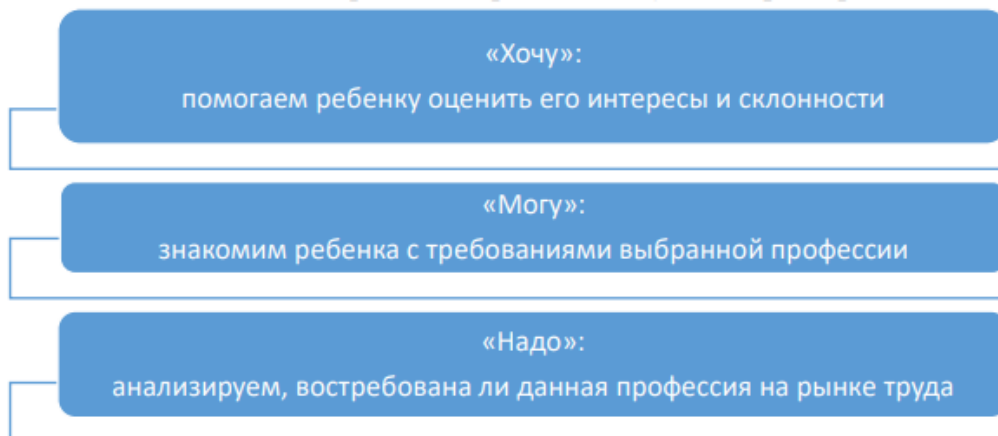 «Хочу»:
помогаем ребенку оценить его интересы и склонности
«Могу»:
знакомим ребенка с требованиями выбранной профессии
«Надо»:
анализируем, востребована ли данная профессия на рынке труда